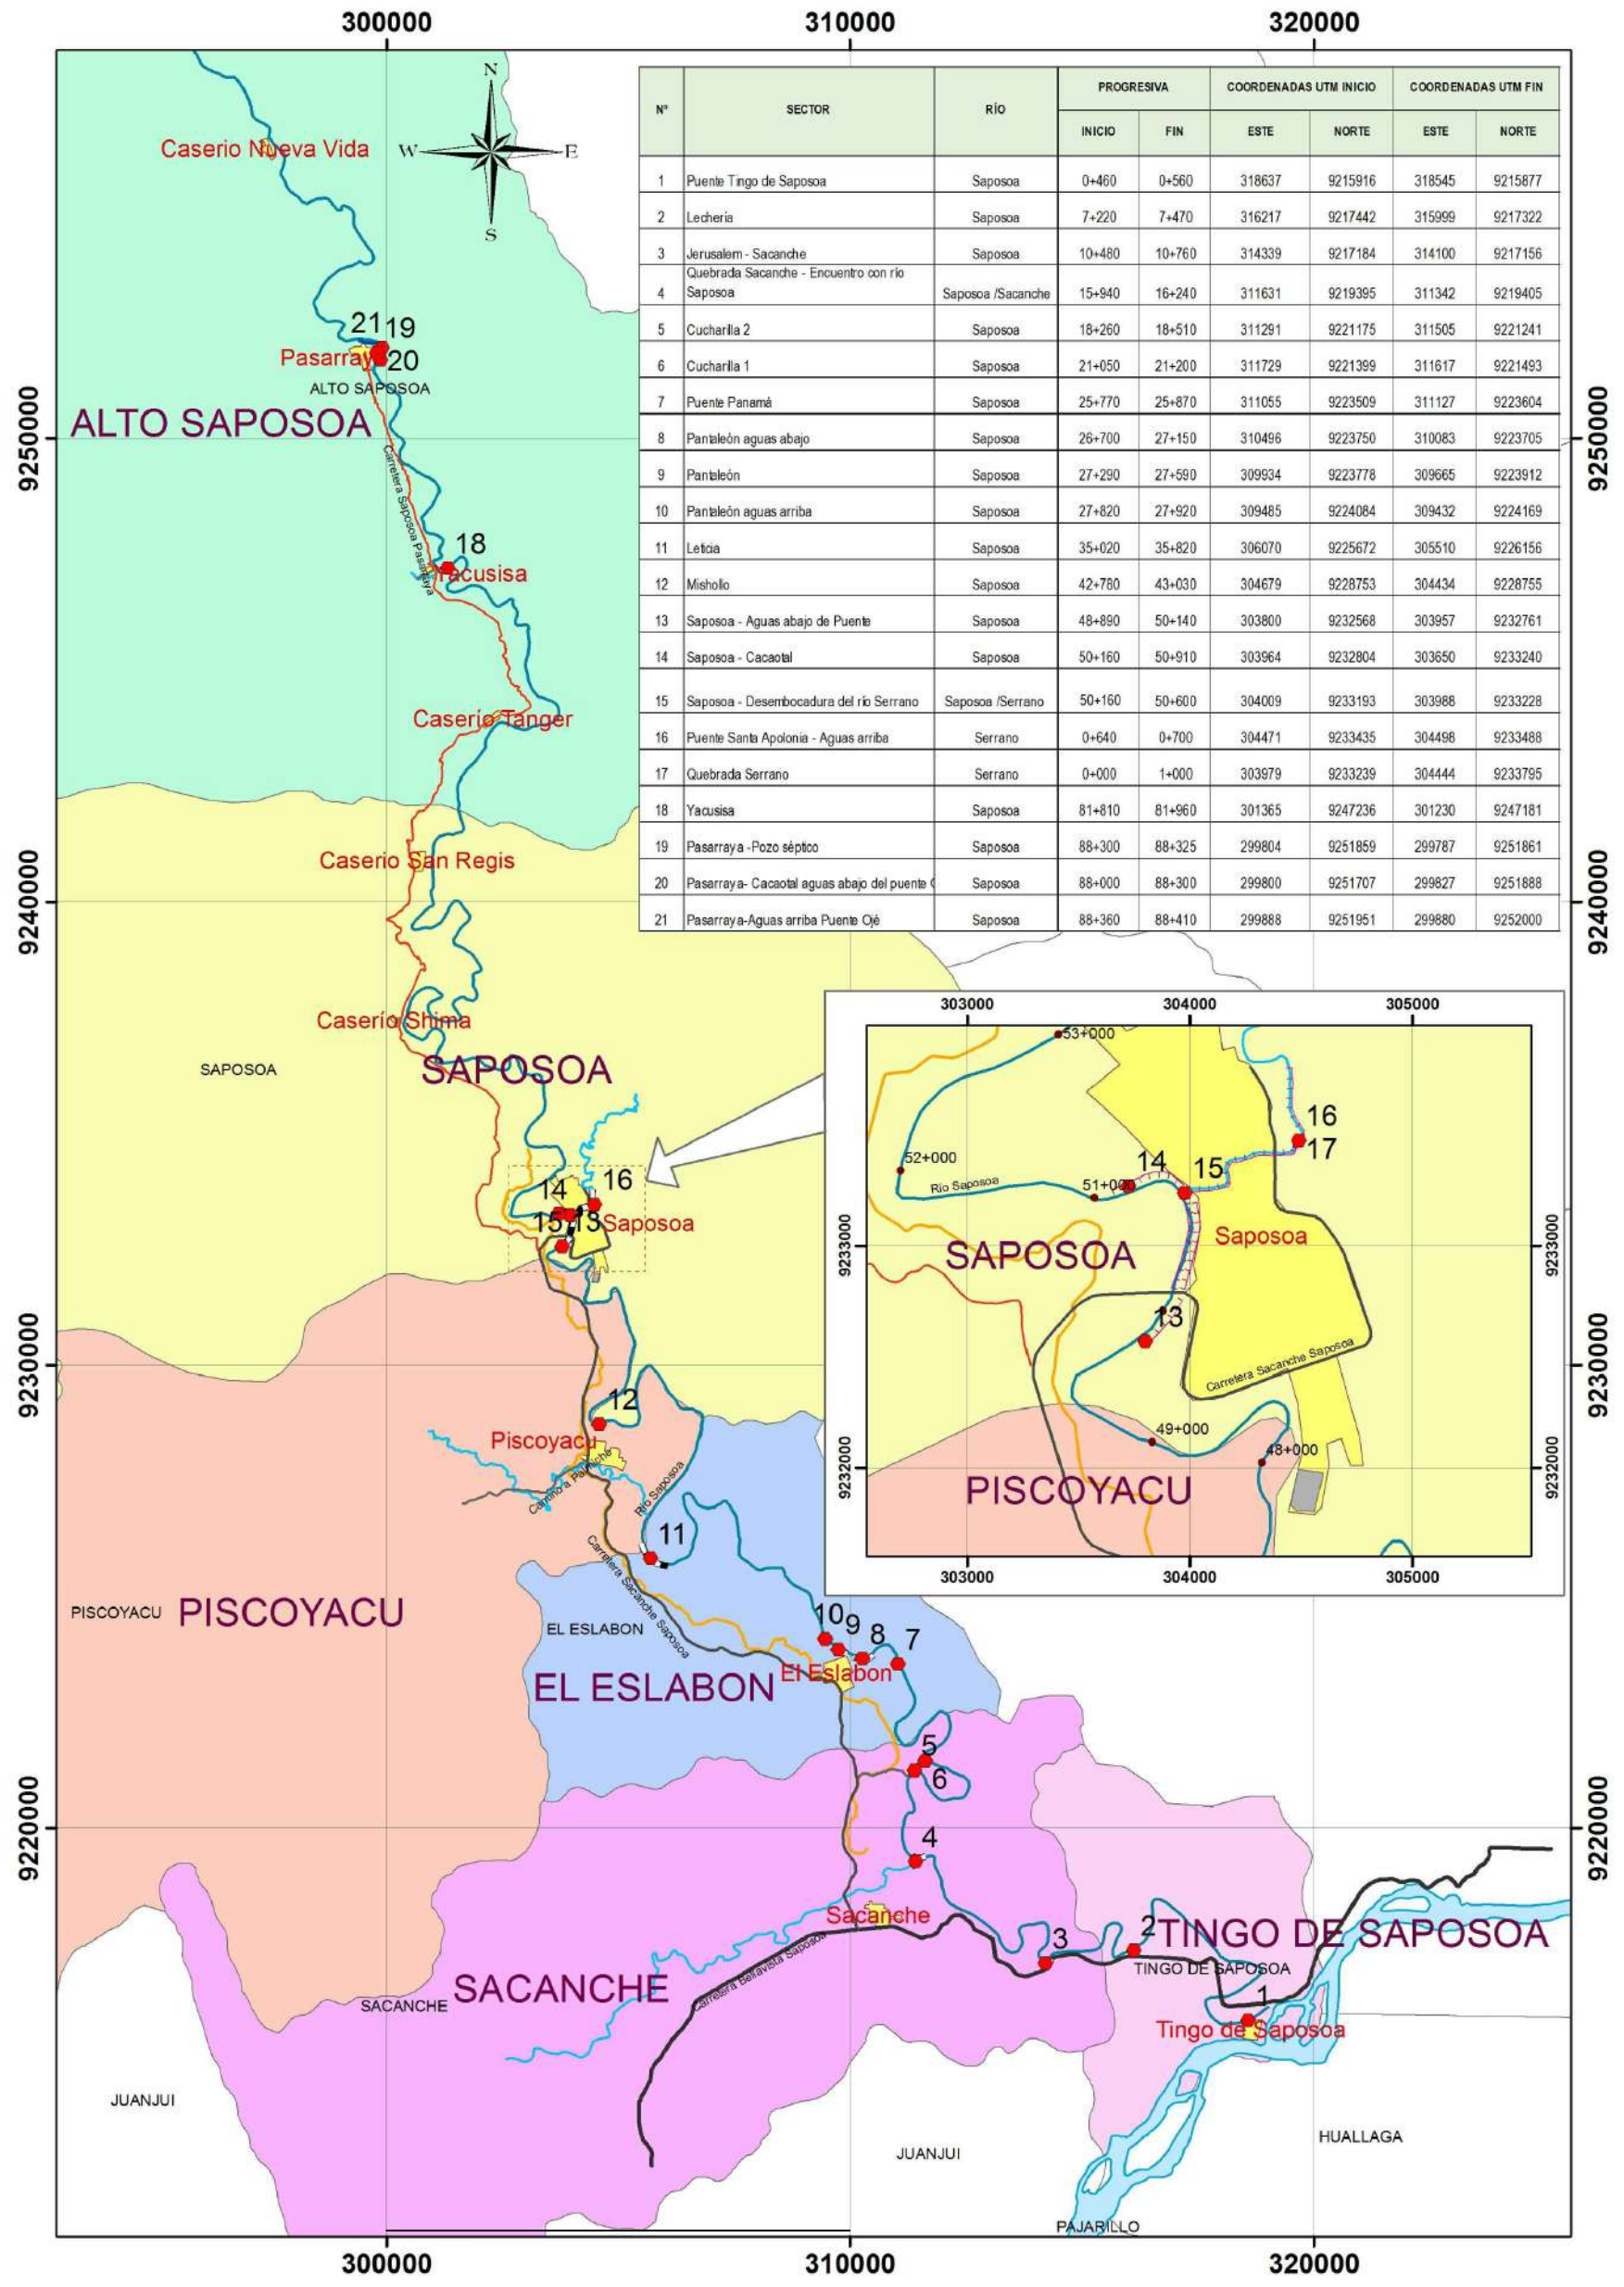 300000 310000 320000
N
W E
S
Nº SECTOR RÍO PROGRESIVA COORDENADAS UTM INICIO COORDENADAS UTM FIN
INICIO FIN ESTE NORTE ESTE NORTE
1 Puente Tingo de Saposoa Saposoa 0+460 0+560 318637 9215916 318545 9215877
2 Lecheria Saposoa 7+220 7+470 316217 9217442 315999 9217322
3 Jerusalem - Sacanche Saposoa 10+480 10+760 314339 9217184 314100 9217156
4 Quebrada Sacanche - Encuentro con río
Saposoa Saposoa /Sacanche 15+940 16+240 311631 9219395 311342 9219405
5 Cucharilla 2 Saposoa 18+260 18+510 311291 9221175 311505 9221241
6 Cucharilla 1 Saposoa 21+050 21+200 311729 9221399 311617 9221493
7 Puente Panamá Saposoa 25+770 25+870 311055 9223509 311127 9223604
8 Pantaleón aguas abajo Saposoa 26+700 27+150 310496 9223750 310083 9223705
9 Pantaleón Saposoa 27+290 27+590 309934 9223778 309665 9223912
10 Pantaleón aguas arriba Saposoa 27+820 27+920 309485 9224084 309432 9224169
11 Leticia Saposoa 35+020 35+820 306070 9225672 305510 9226156
12 Mishollo Saposoa 42+780 43+030 304679 9228753 304434 9228755
13 Saposoa - Aguas abajo de Puente Saposoa 48+890 50+140 303800 9232568 303957 9232761
14 Saposoa - Cacaotal Saposoa 50+160 50+910 303964 9232804 303650 9233240
15 Saposoa - Desembocadura del río Serrano Saposoa /Serrano 50+160 50+600 304009 9233193 303988 9233228
16 Puente Santa Apolonia - Aguas arriba Serrano 0+640 0+700 304471 9233435 304498 9233488
17 Quebrada Serrano Serrano 0+000 1+000 303979 9233239 304444 9233795
18 Yacusisa Saposoa 81+810 81+960 301365 9247236 301230 9247181
19 Pasarraya -Pozo séptico Saposoa 88+300 88+325 299804 9251859 299787 9251861
20 Pasarraya- Cacaotal aguas abajo del puente Saposoa 88+000 88+300 299800 9251707 299827 9251888
21 Pasarraya-Aguas arriba Puente Ojé Saposoa 88+360 88+410 299888 9251951 299880 9252000
Caserio Nueva Vida
21 19
Pasarray 20
ALTO SAPOSOA
ALTO SAPOSOA
9250000 9250000
Carretera Saposoa Pasarraya
18
Yacusisa
Caserío Tanger
Caserio San Regis
9240000 9240000
Caserío Shima
SAPOSOA
SAPOSOA
14 16
15 13 Saposoa
303000 304000 305000
53+000
52+000
Río Saposoa
51+000
14 15 16
17
Saposoa
SAPOSOA
9233000 9233000
13
Carretera Sacanche Saposoa
49+000
48+000
9232000 9232000
PISCOYACU
303000 304000 305000
9230000 9230000
12
Piscoyacu
Camino a Palmiche
Río Saposoa
11
Carretera Sacanche Saposoa
PISCOYACU
PISCOYACU
EL ESLABON
EL ESLABON
10 9 8 7
El Eslabon
5
6
9220000 9220000
4
Sacanche
3 2
TINGO DE SAPOSOA
TINGO DE SAPOSOA
Carretera Bellavista Saposoa
SACANCHE
SACANCHE
1
Tingo de Saposoa
JUANJUI
JUANJUI
HUALLAGA
PAJARILLO
300000 310000 320000